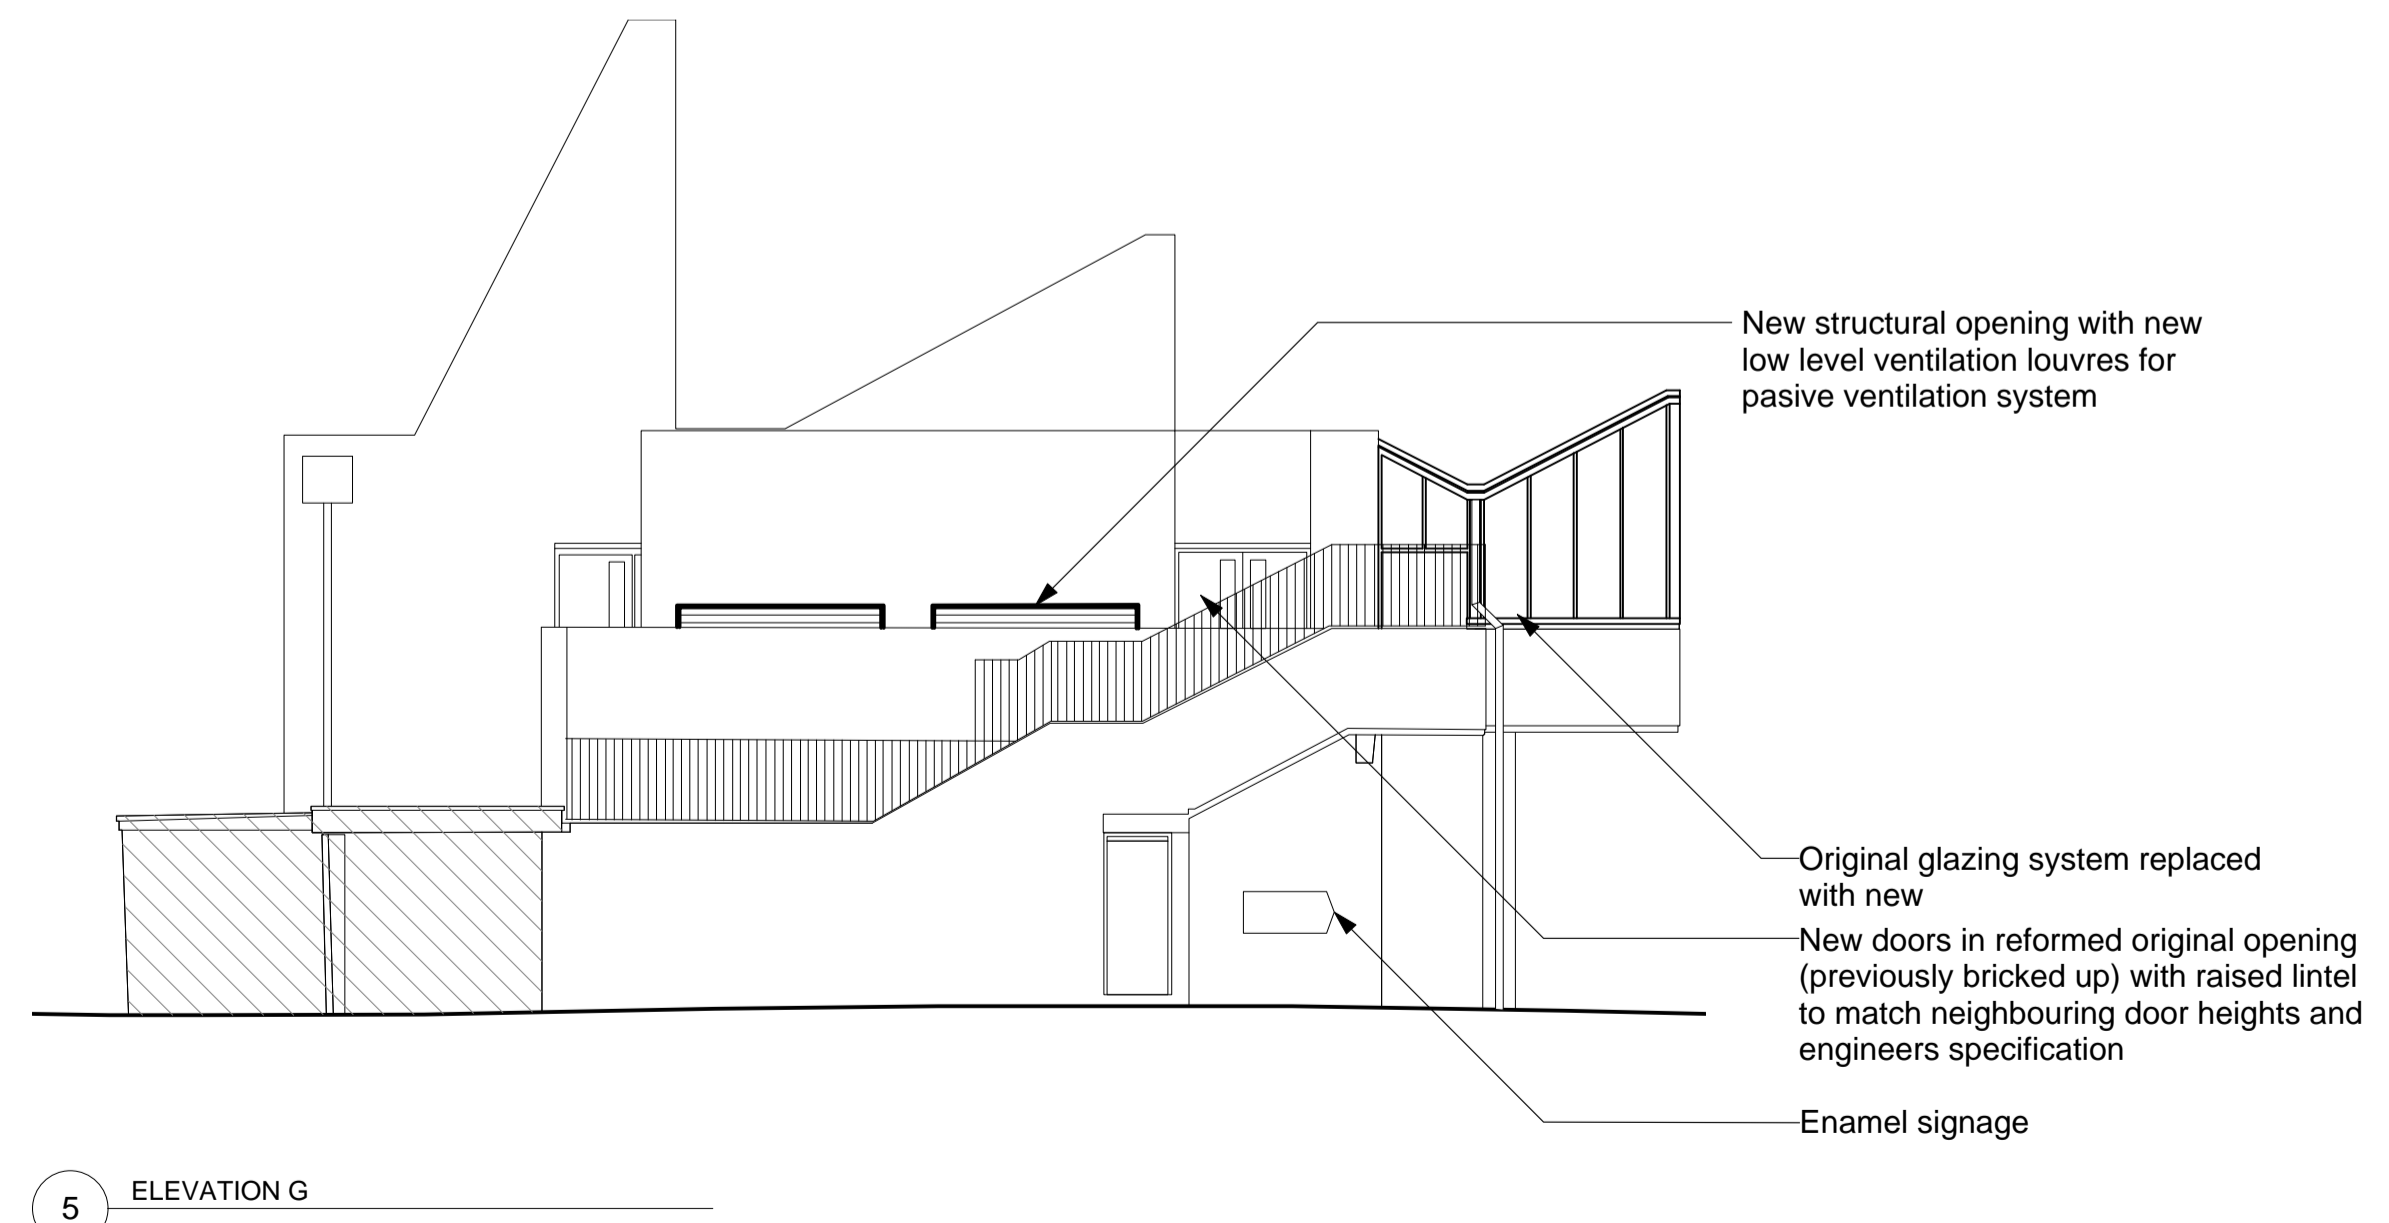 New structural opening with new
low level ventilation louvres for
pasive ventilation system
Original glazing system replaced
with new
New doors in reformed original opening
(previously bricked up) with raised lintel
to match neighbouring door heights and
engineers specification
Enamel signage
5
ELEVATION G